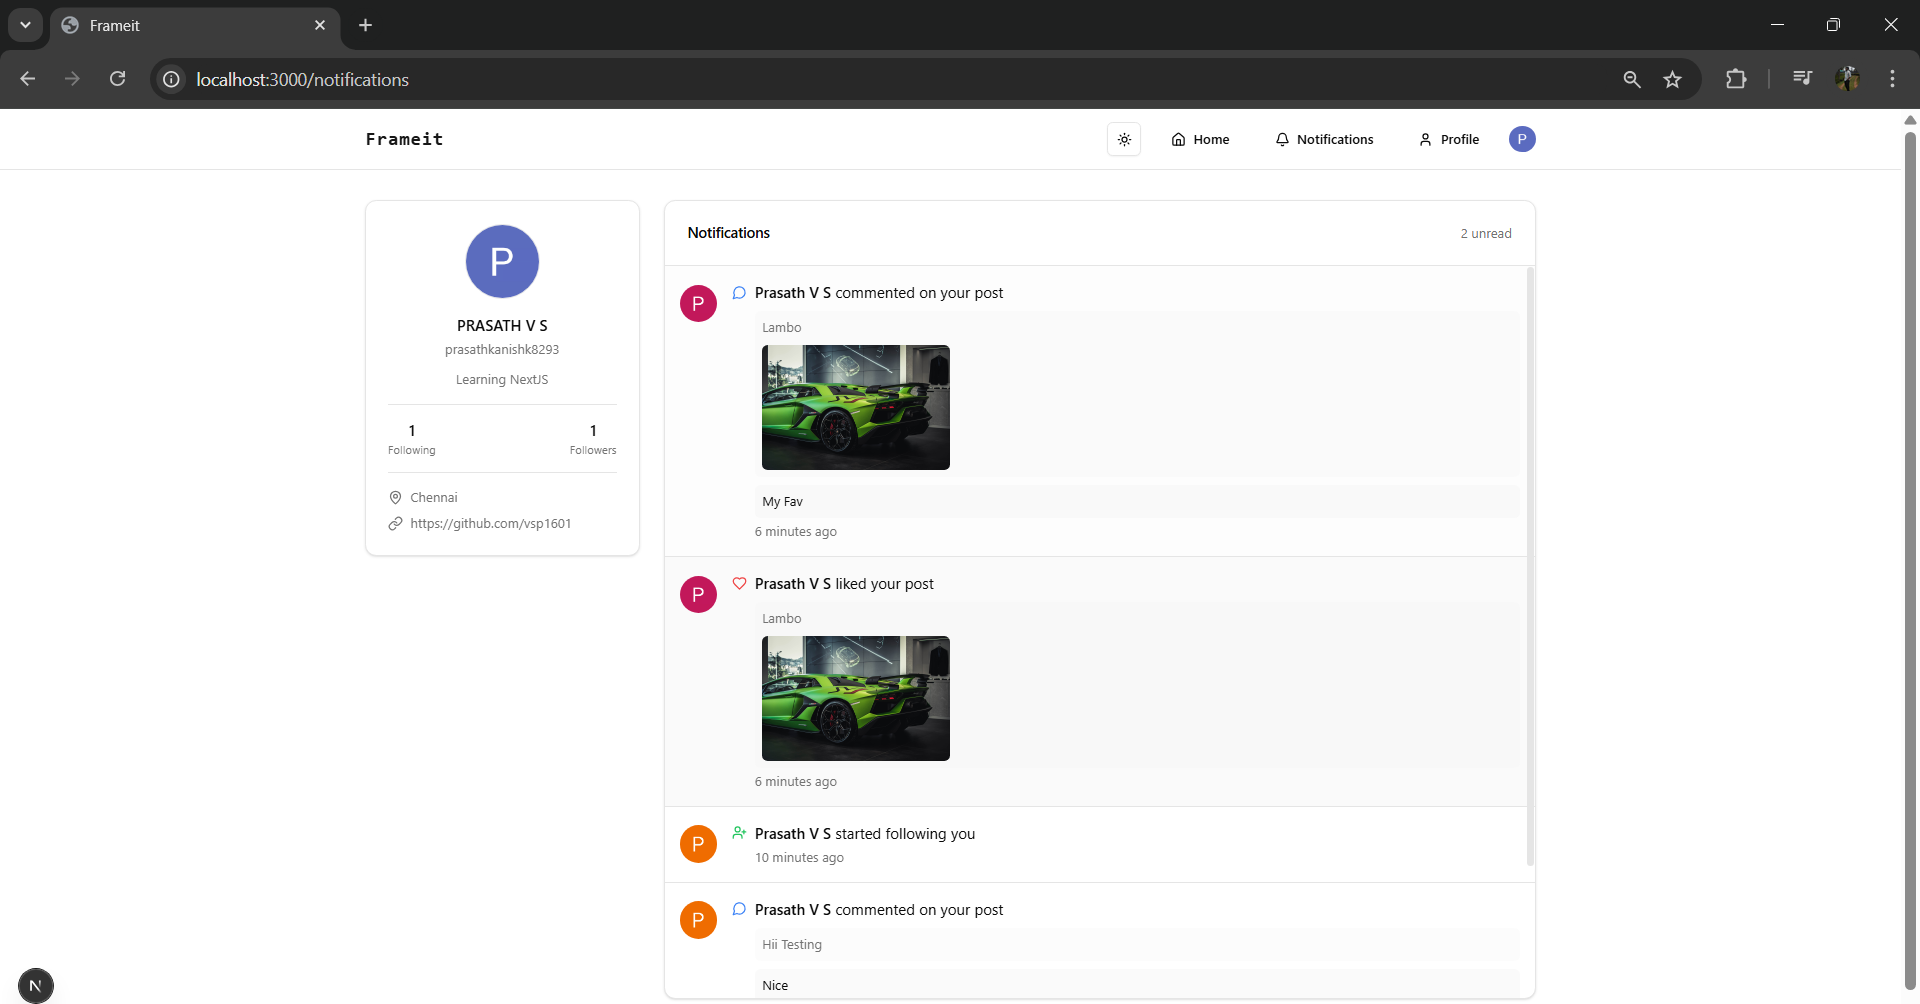 Frameit
localhost:3000/notifications
Frameit
Home
Notifications
Profile
P
P
PRASATH V S
prasathkanishk8293
Learning NextJS
1
Following
1
Followers
Chennai
https://github.com/vsp1601
Notifications
2 unread
P
Prasath V S commented on your post
Lambo
My Fav
6 minutes ago
P
Prasath V S liked your post
Lambo
6 minutes ago
P
Prasath V S started following you
10 minutes ago
P
Prasath V S commented on your post
Hii Testing
Nice
N